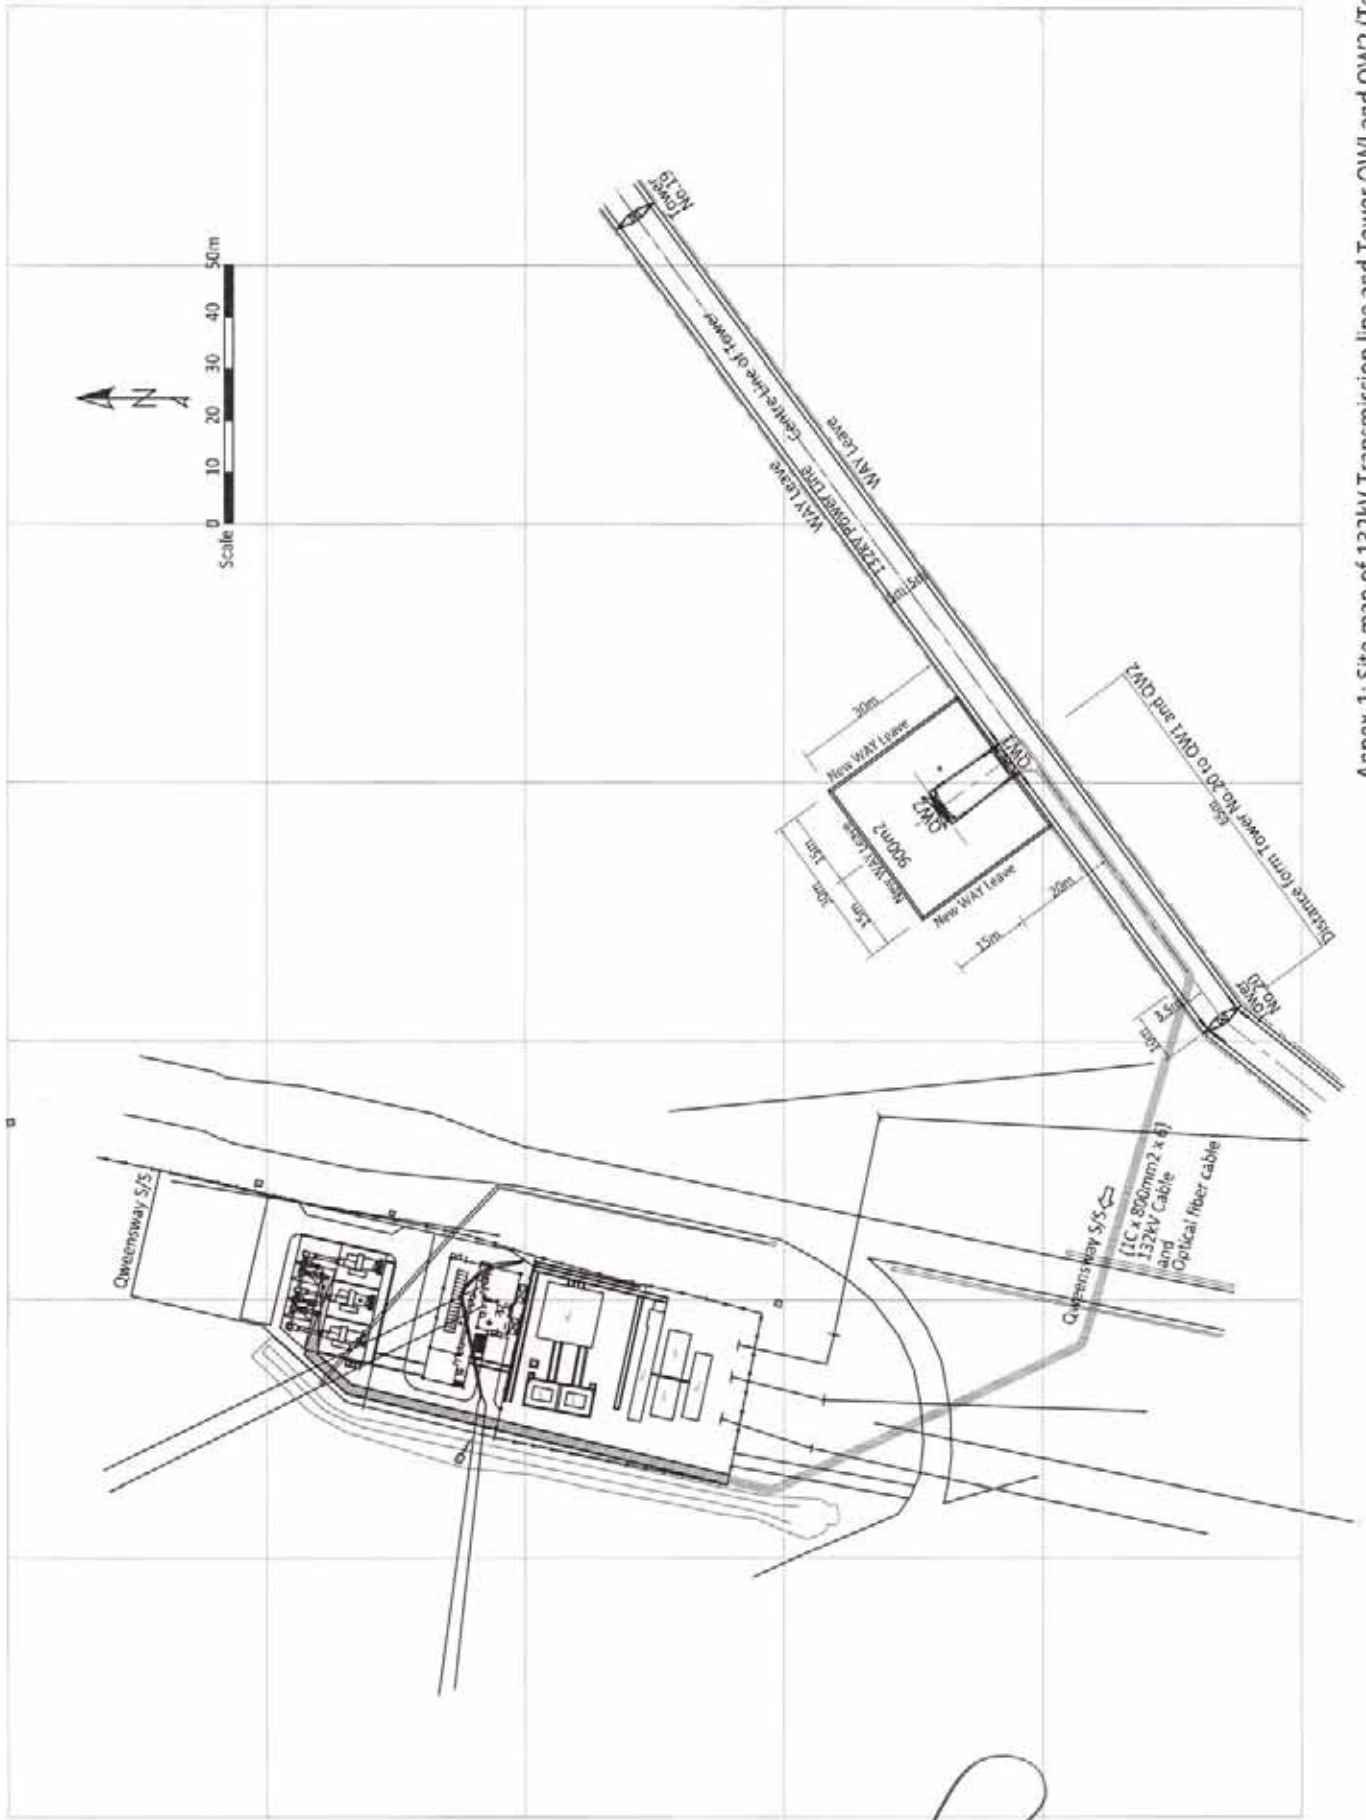 Qweensway S/S
Scale
0 10 20 30 40 50m
N
Tower
No.19
Centre-Line of Tower
132kV Power Line
WAY Leave
WAY Leave
5m
30m
New WAY Leave
New WAY Leave
New WAY Leave
15m
30m
15m
900m2
QW2
QW1
20m
15m
Distance form Tower No.20 to QW1 and QW2
65m
Tower
No.20
3.5m
10m
Qweensway S/S
(1C x 800mm2 x 6)
132kV Cable
and
Optical fiber cable
Annex 1: Site map of 132kV Transmission line and Tower QW1 and QW2